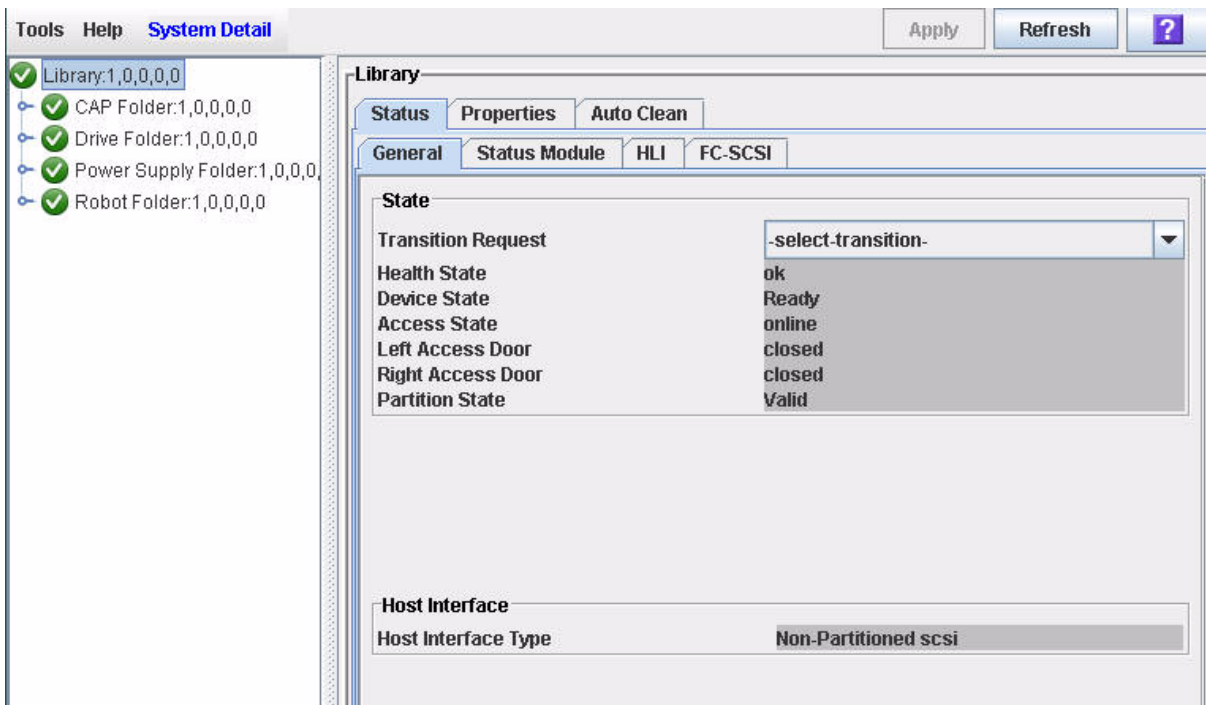 Tools Help System Detail Apply Refresh ?
Library:1,0,0,0,0
CAP Folder:1,0,0,0,0
Drive Folder:1,0,0,0,0
Power Supply Folder:1,0,0,0,
Robot Folder:1,0,0,0,0
Library
Status Properties Auto Clean
General Status Module HLI FC-SCSI
State
Transition Request -select-transition-
Health State ok
Device State Ready
Access State online
Left Access Door closed
Right Access Door closed
Partition State Valid
Host Interface
Host Interface Type Non-Partitioned scsi